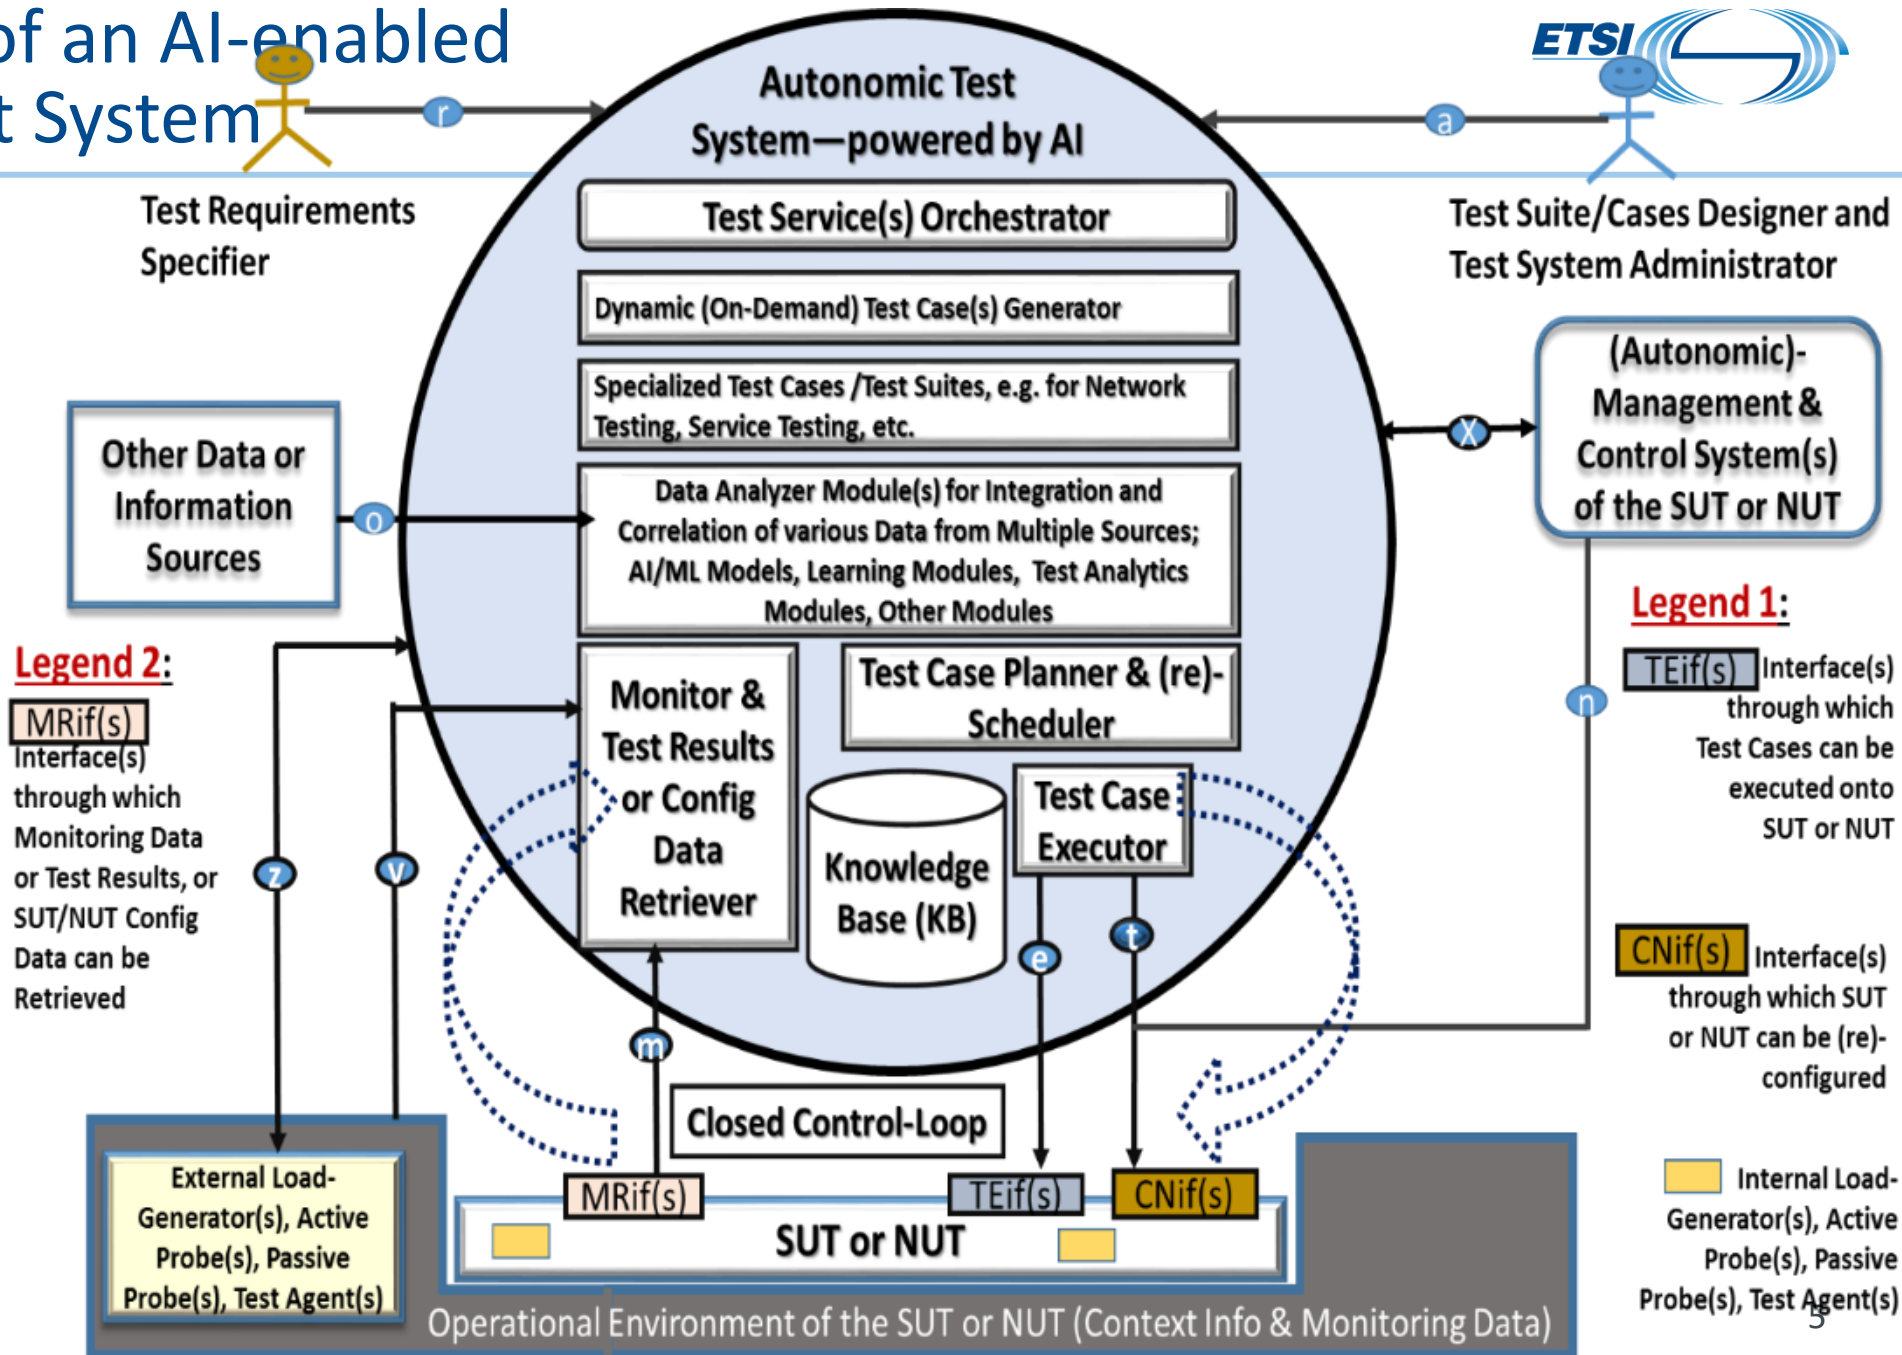 of an AI-enabled
t System
ETSI
r
a
Test Requirements
Specifier
Autonomic Test
System—powered by AI
Test Service(s) Orchestrator
Dynamic (On-Demand) Test Case(s) Generator
Specialized Test Cases /Test Suites, e.g. for Network
Testing, Service Testing, etc.
Data Analyzer Module(s) for Integration and
Correlation of various Data from Multiple Sources;
AI/ML Models, Learning Modules, Test Analytics
Modules, Other Modules
Monitor &
Test Results
or Config
Data
Retriever
Test Case Planner & (re)-
Scheduler
Knowledge
Base (KB)
Test Case
Executor
Test Suite/Cases Designer and
Test System Administrator
(Autonomic)-
Management &
Control System(s)
of the SUT or NUT
X
n
Other Data or
Information
Sources
o
Legend 2:
MRif(s)
Interface(s)
through which
Monitoring Data
or Test Results, or
SUT/NUT Config
Data can be
Retrieved
z
v
m
e
t
Legend 1:
TEif(s) Interface(s)
through which
Test Cases can be
executed onto
SUT or NUT
CNif(s) Interface(s)
through which SUT
or NUT can be (re)-
configured
Internal Load-
Generator(s), Active
Probe(s), Passive
Probe(s), Test Agent(s)
Closed Control-Loop
External Load-
Generator(s), Active
Probe(s), Passive
Probe(s), Test Agent(s)
MRif(s)
TEif(s)
CNif(s)
SUT or NUT
Operational Environment of the SUT or NUT (Context Info & Monitoring Data)
5